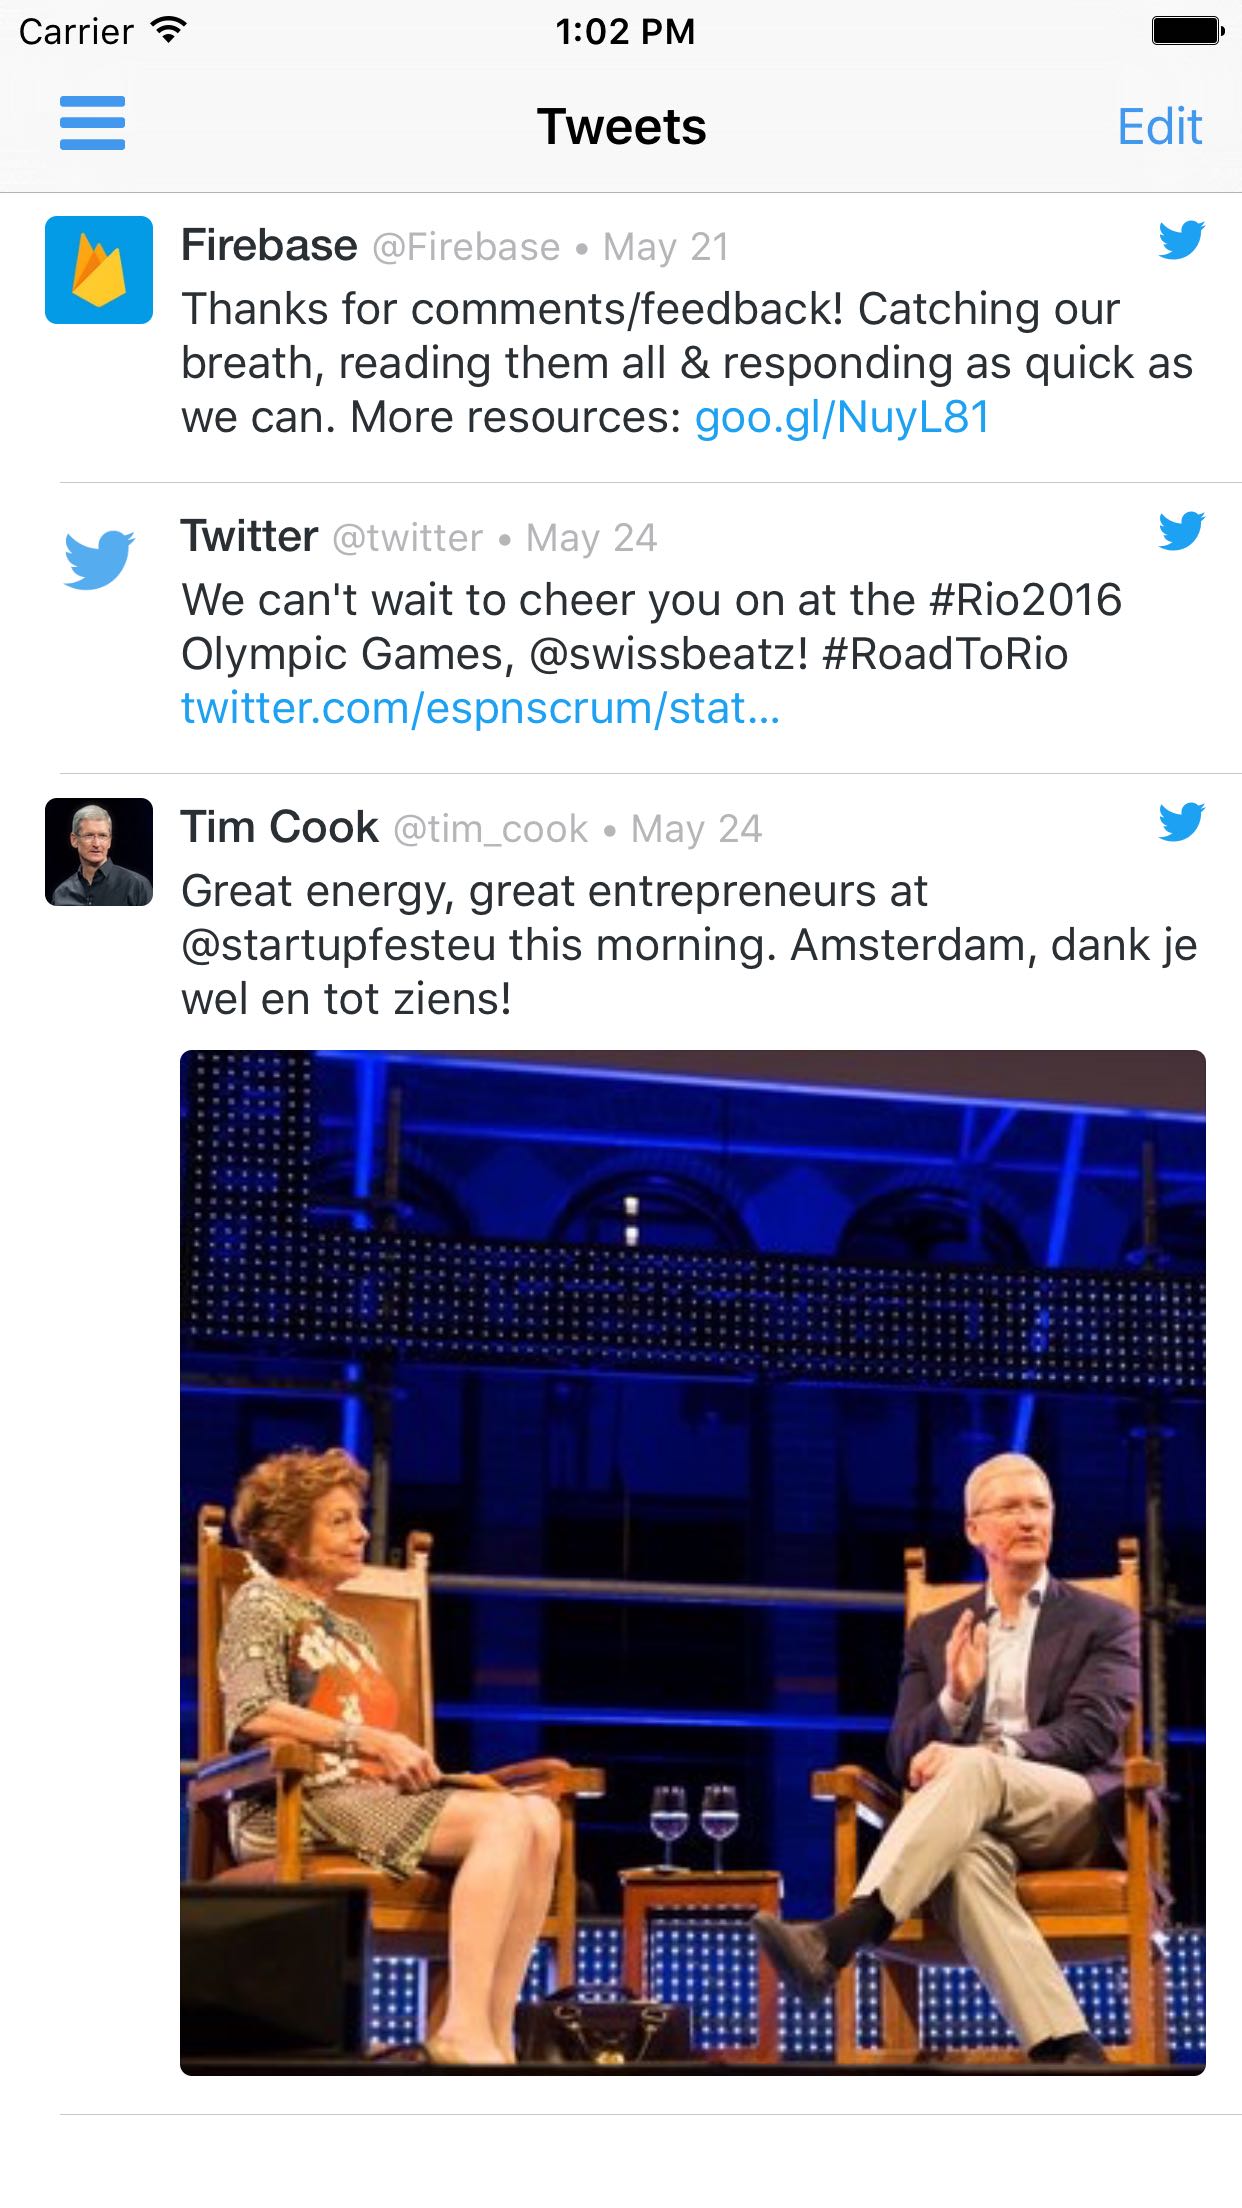 Carrier 1:02 PM
Tweets Edit
Firebase @Firebase • May 21
Thanks for comments/feedback! Catching our
breath, reading them all & responding as quick as
we can. More resources: goo.gl/NuyL81
Twitter @twitter • May 24
We can't wait to cheer you on at the #Rio2016
Olympic Games, @swissbeatz! #RoadToRio
twitter.com/espnscrum/stat...
Tim Cook @tim_cook • May 24
Great energy, great entrepreneurs at
@startupfesteu this morning. Amsterdam, dank je
wel en tot ziens!